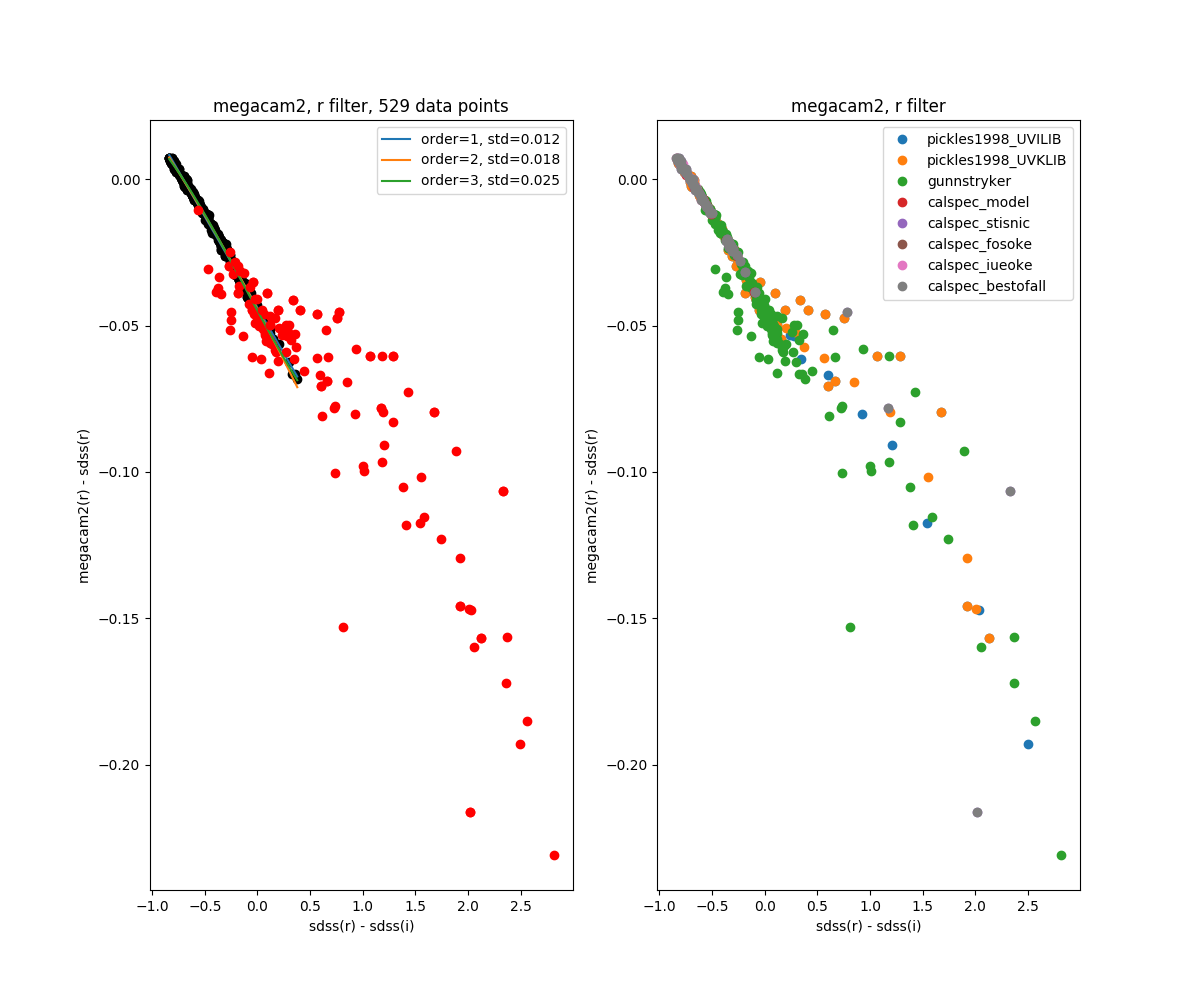 megacam2, r filter, 529 data points
order=1, std=0.012
order=2, std=0.018
order=3, std=0.025
0.00
−0.05
−0.10
−0.15
−0.20
megacam2(r) - sdss(r)
−1.0 −0.5 0.0 0.5 1.0 1.5 2.0 2.5
sdss(r) - sdss(i)
megacam2, r filter
pickles1998_UVILIB
pickles1998_UVKLIB
gunnstryker
calspec_model
calspec_stisnic
calspec_fosoke
calspec_iueoke
calspec_bestofall
0.00
−0.05
−0.10
−0.15
−0.20
megacam2(r) - sdss(r)
−1.0 −0.5 0.0 0.5 1.0 1.5 2.0 2.5
sdss(r) - sdss(i)